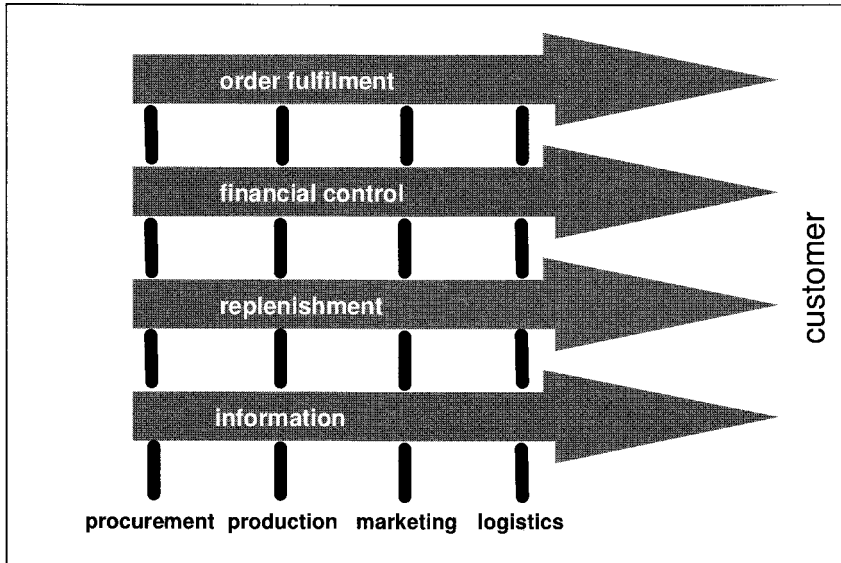 order fulfilment
financial control
replenishment
information
customer
procurement production marketing logistics